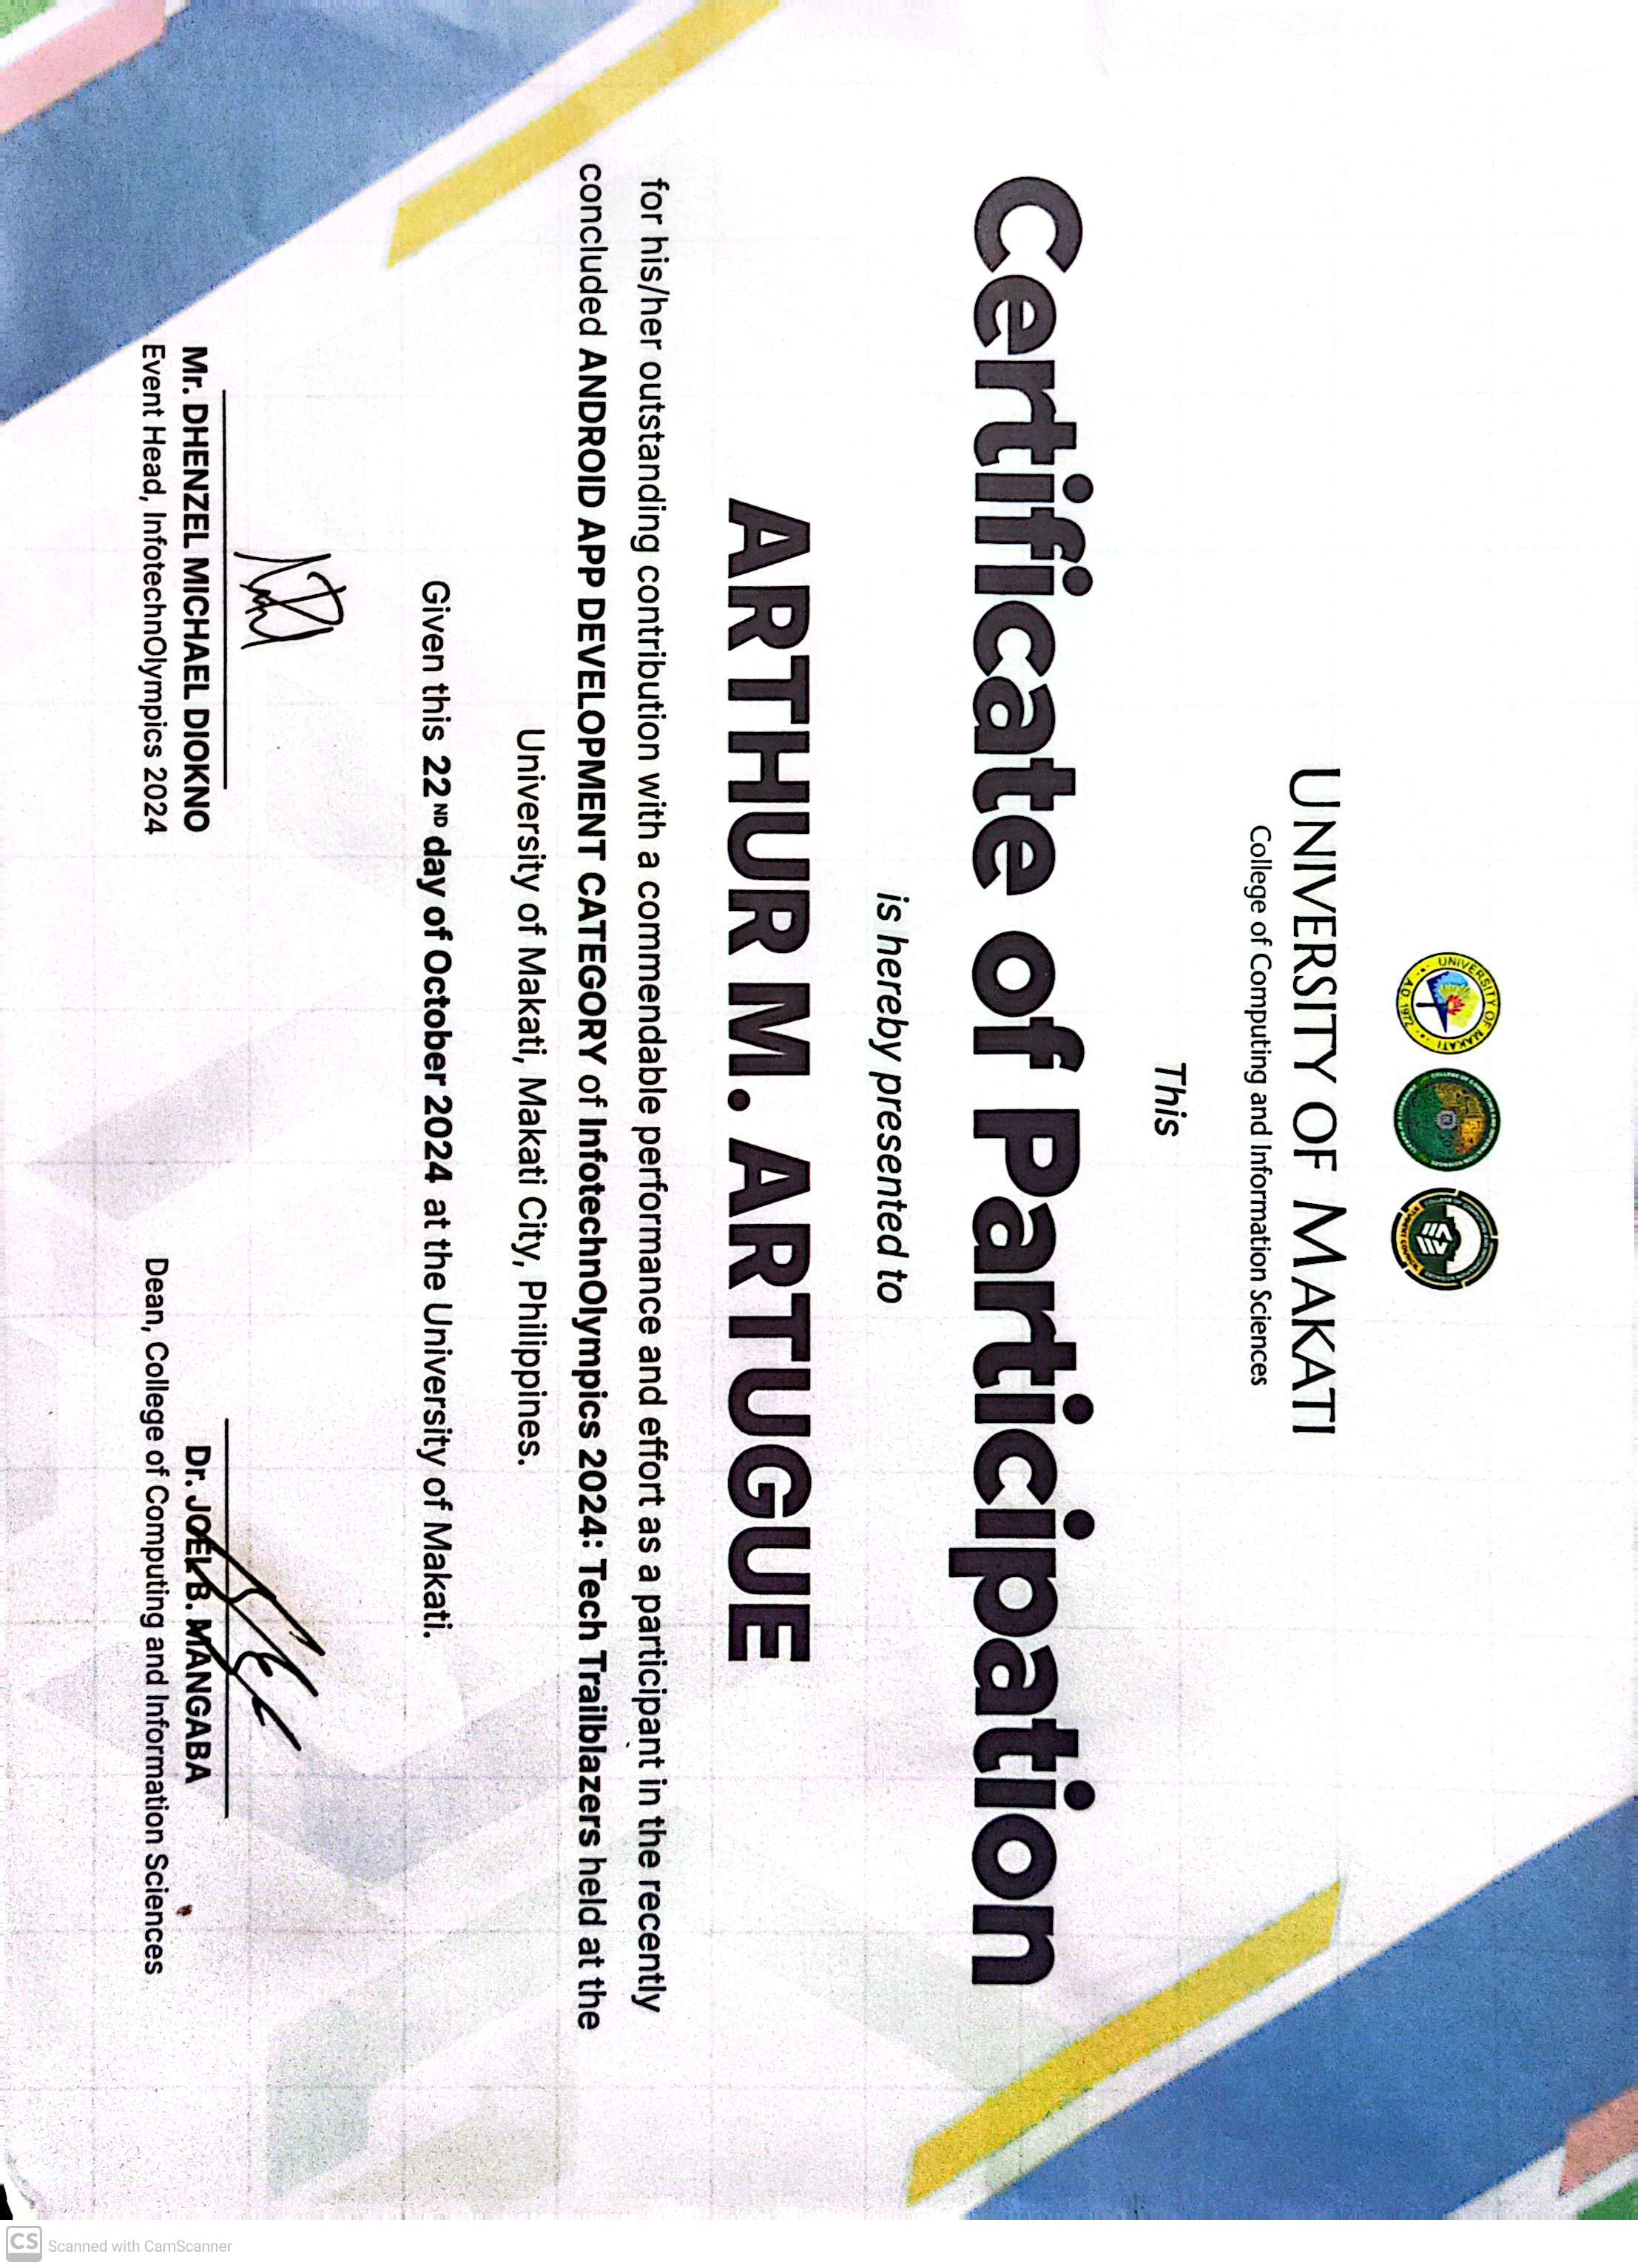 UNIVERSITY OF MAKATI
A.D. 1972
STUDENT COUNCIL
UNIVERSITY OF MAKATI
College of Computing and Information Sciences
This
Certificate of Participation
is hereby presented to
ARTHUR M. ARTUGUE
for his/her outstanding contribution with a commendable performance and effort as a participant in the recently
concluded ANDROID APP DEVELOPMENT CATEGORY of InfotechnOlympics 2024: Tech Trailblazers held at the
University of Makati, Makati City, Philippines.
Given this 22ND day of October 2024 at the University of Makati.
Mr. DHENZEL MICHAEL DIOKNO
Event Head, InfotechnOlympics 2024
Dr. JOEL B. MANGABA
Dean, College of Computing and Information Sciences
CS Scanned with CamScanner